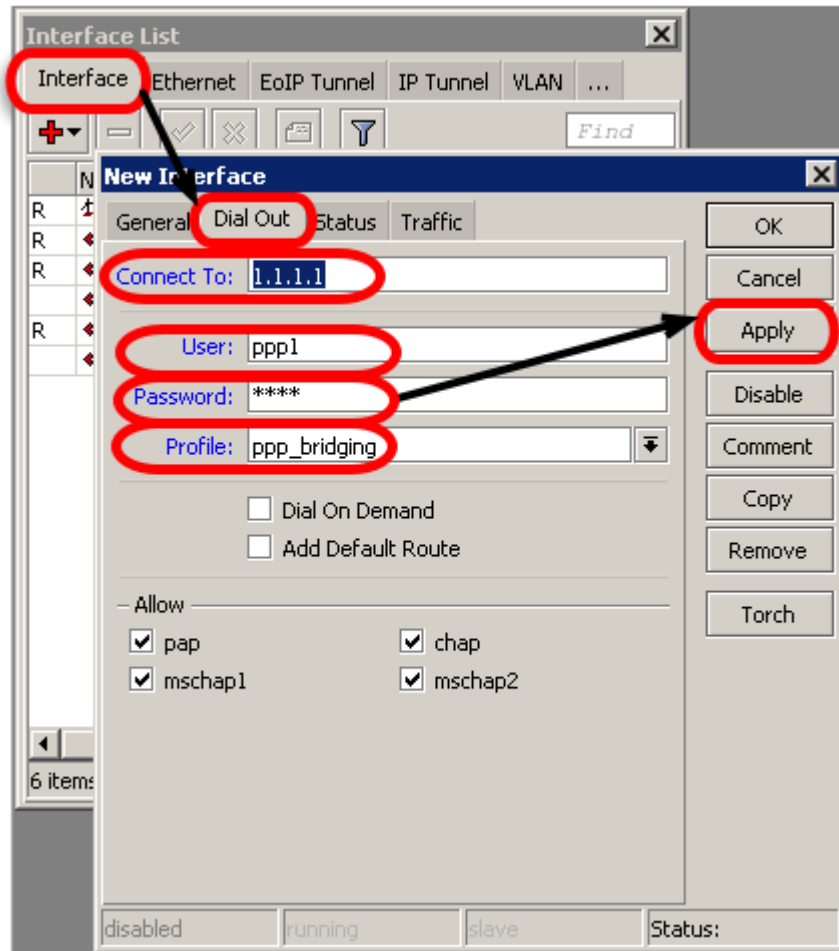 Interface List
Interface Ethernet EoIP Tunnel IP Tunnel VLAN ...
Find
N
R
R
R
R
6 items
New Interface
General Dial Out Status Traffic
Connect To: 1.1.1.1
User: ppp1
Password: ****
Profile: ppp_bridging
Dial On Demand
Add Default Route
Allow
pap chap
mschap1 mschap2
OK
Cancel
Apply
Disable
Comment
Copy
Remove
Torch
disabled running slave Status: